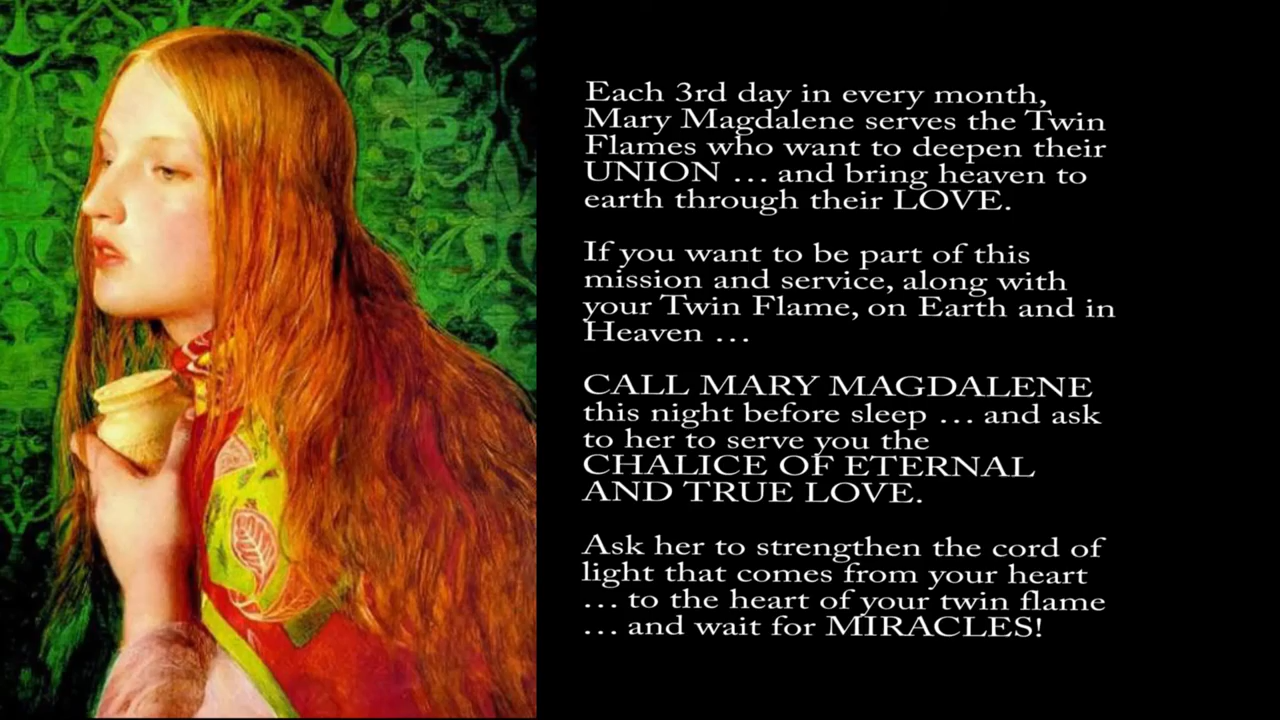 Each 3rd day in every month,
Mary Magdalene serves the Twin
Flames who want to deepen their
UNION ... and bring heaven to
earth through their LOVE.
If you want to be part of this
mission and service, along with
your Twin Flame, on Earth and in
Heaven ...
CALL MARY MAGDALENE
this night before sleep ... and ask
to her to serve you the
CHALICE OF ETERNAL
AND TRUE LOVE.
Ask her to strengthen the cord of
light that comes from your heart
... to the heart of your twin flame
... and wait for MIRACLES!